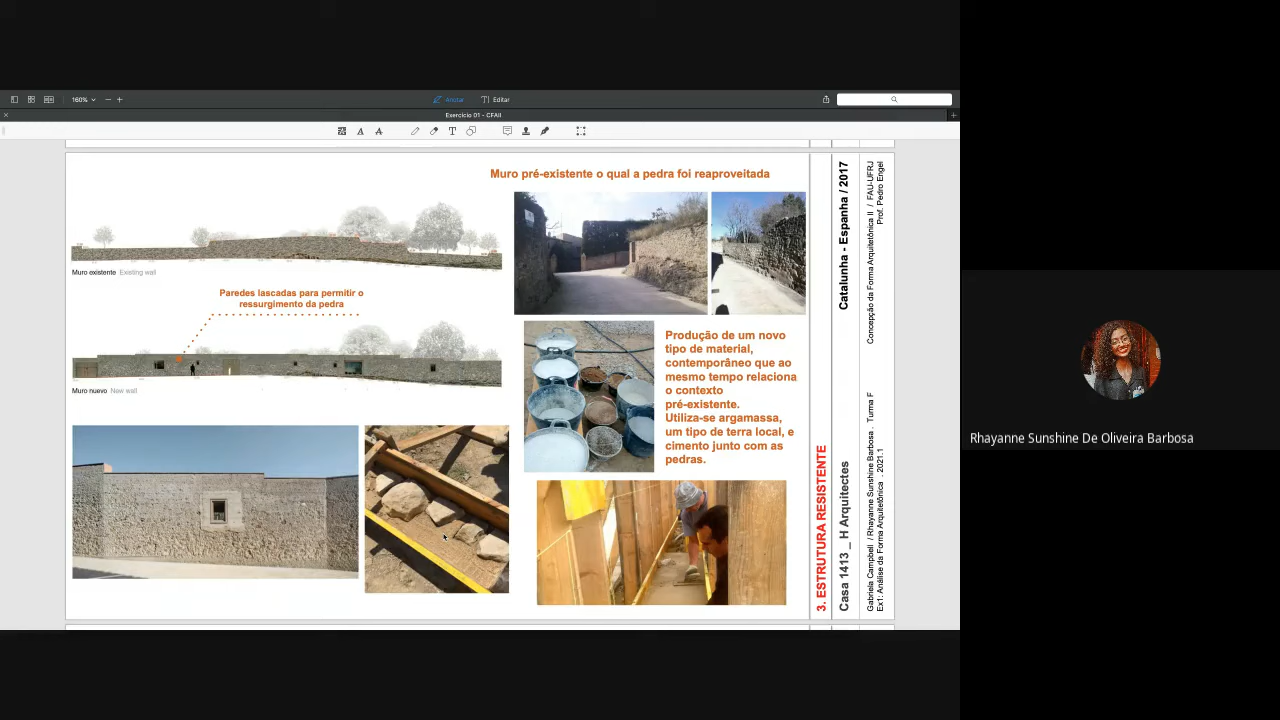 160%
Anotar
Editar
Exercício 01 - CFAII
Muro pré-existente o qual a pedra foi reaproveitada
Muro existente Existing wall
Paredes lascadas para permitir o
ressurgimento da pedra
Muro nuevo New wall
Produção de um novo
tipo de material,
contemporâneo que ao
mesmo tempo relaciona
o contexto
pré-existente.
Utiliza-se argamassa,
um tipo de terra local, e
cimento junto com as
pedras.
3. ESTRUTURA RESISTENTE
Casa 1413 _ H Arquitectes
Catalunha - Espanha / 2017
Gabriela Campbell / Rhayanne Sunshine Barbosa . Turma F
Ex1: Análise da Forma Arquitetônica . 2021.1
Concepção da Forma Arquitetônica II / FAU-UFRJ
Prof. Pedro Engel
Rhayanne Sunshine De Oliveira Barbosa